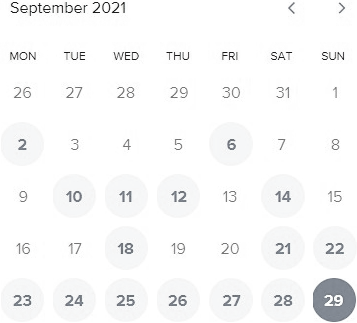 September 2021
MON TUE WED THU FRI SAT SUN
26 27 28 29 30 31 1
2 3 4 5 6 7 8
9 10 11 12 13 14 15
16 17 18 19 20 21 22
23 24 25 26 27 28 29